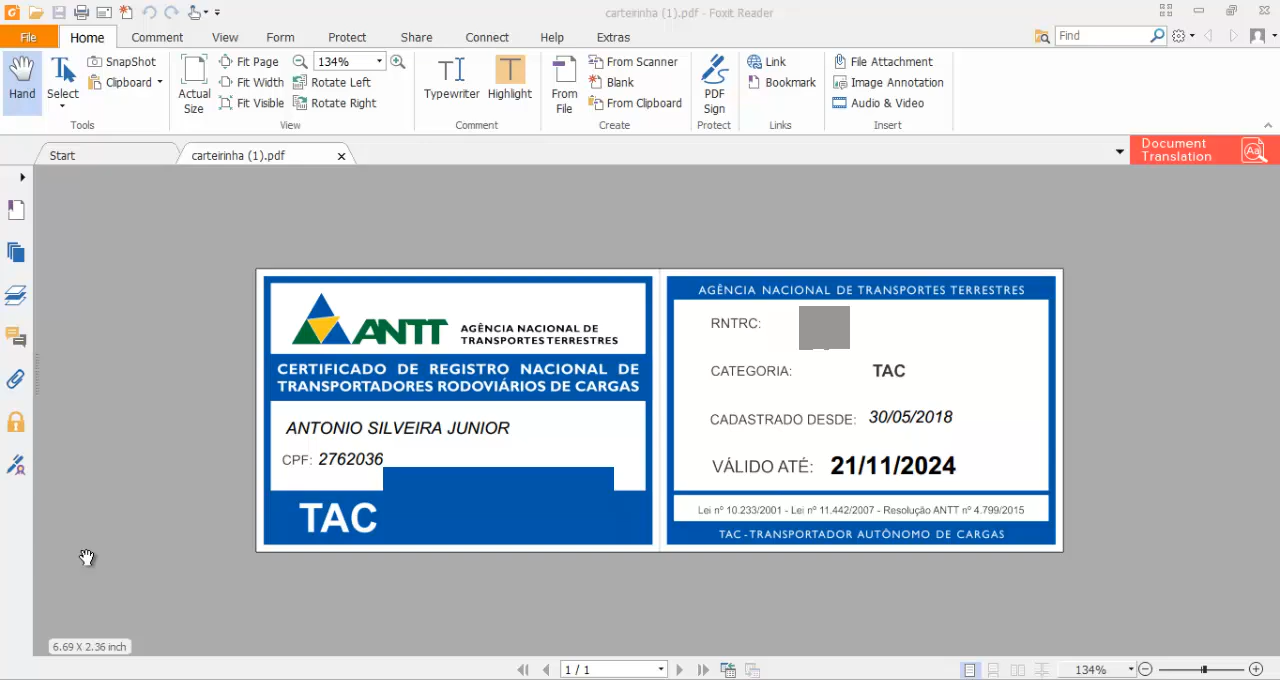 carteirinha (1).pdf - Foxit Reader
File Home Comment View Form Protect Share Connect Help Extras
Find
Hand
Select
SnapShot
Clipboard
Tools
Actual Size
Fit Page
Fit Width
Fit Visible
134%
Rotate Left
Rotate Right
View
Typewriter
Highlight
Comment
From File
From Scanner
Blank
From Clipboard
Create
PDF Sign
Protect
Link
Bookmark
Links
File Attachment
Image Annotation
Audio & Video
Insert
Start
carteirinha (1).pdf
Document
Translation
ANTT
AGÊNCIA NACIONAL DE
TRANSPORTES TERRESTRES
CERTIFICADO DE REGISTRO NACIONAL DE
TRANSPORTADORES RODOVIÁRIOS DE CARGAS
ANTONIO SILVEIRA JUNIOR
CPF: 2762036
TAC
AGÊNCIA NACIONAL DE TRANSPORTES TERRESTRES
RNTRC:
CATEGORIA: TAC
CADASTRADO DESDE: 30/05/2018
VÁLIDO ATÉ: 21/11/2024
Lei nº 10.233/2001 - Lei nº 11.442/2007 - Resolução ANTT nº 4.799/2015
TAC - TRANSPORTADOR AUTÔNOMO DE CARGAS
6.69 X 2.36 inch
1 / 1
134%